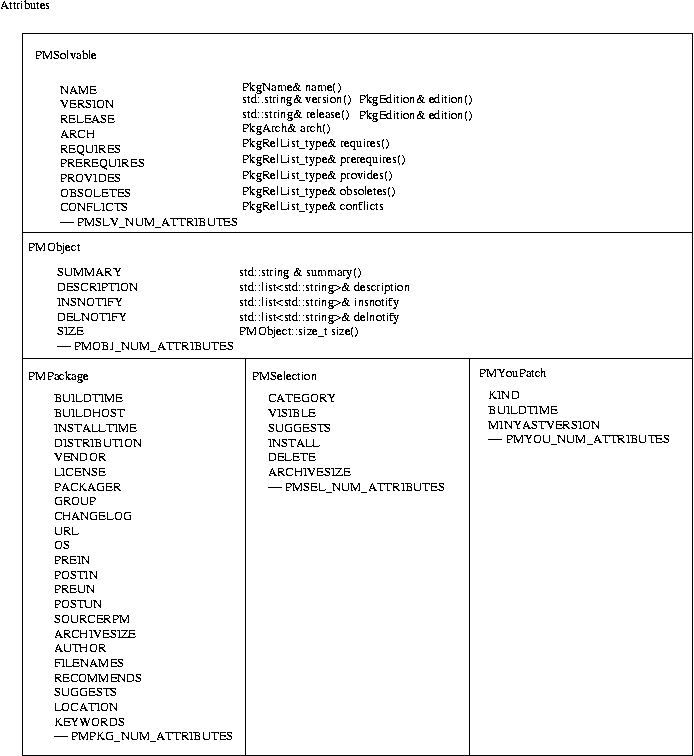 Attributes
PMSolvable
NAME PkgName& name()
VERSION std::string& version() PkgEdition& edition()
RELEASE std::string& release() PkgEdition& edition()
ARCH PkgArch& arch()
REQUIRES PkgRelList_type& requires()
PREREQUIRES PkgRelList_type& prerequires()
PROVIDES PkgRelList_type& provides()
OBSOLETES PkgRelList_type& obsoletes()
CONFLICTS PkgRelList_type& conflicts
— PMSLV_NUM_ATTRIBUTES
PMObject
SUMMARY std::string & summary()
DESCRIPTION std::list<std::string>& description
INSNOTIFY std::list<std::string>& insnotify
DELNOTIFY std::list<std::string>& delnotify
SIZE PMObject::size_t size()
— PMOBJ_NUM_ATTRIBUTES
PMPackage
BUILDTIME
BUILDHOST
INSTALLTIME
DISTRIBUTION
VENDOR
LICENSE
PACKAGER
GROUP
CHANGELOG
URL
OS
PREIN
POSTIN
PREUN
POSTUN
SOURCERPM
ARCHIVESIZE
AUTHOR
FILENAMES
RECOMMENDS
SUGGESTS
LOCATION
KEYWORDS
— PMPKG_NUM_ATTRIBUTES
PMSelection
CATEGORY
VISIBLE
SUGGESTS
INSTALL
DELETE
ARCHIVESIZE
— PMSEL_NUM_ATTRIBUTES
PMYouPatch
KIND
BUILDTIME
MINYASTVERSION
— PMYOU_NUM_ATTRIBUTES